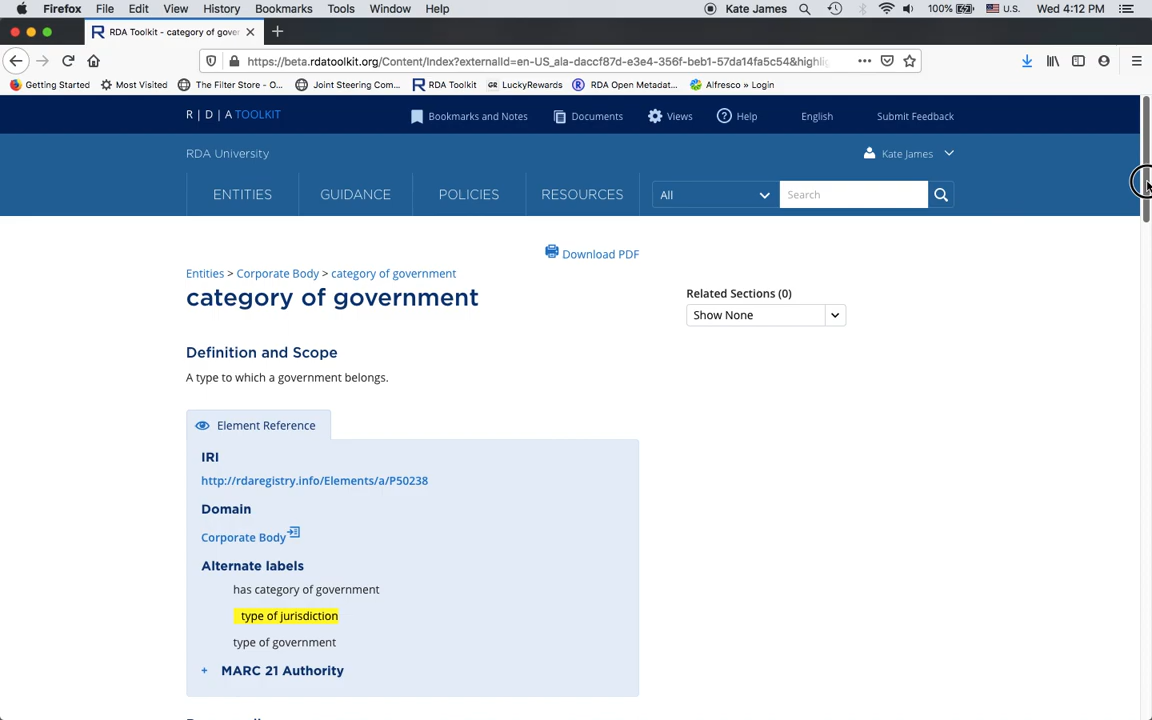 Firefox File Edit View History Bookmarks Tools Window Help Kate James 100% U.S. Wed 4:12 PM
RDA Toolkit - category of gover
https://beta.rdatoolkit.org/Content/Index?externalId=en-US_ala-daccf87d-e3e4-356f-beb1-57da14fa5c54&highlig
Getting Started Most Visited The Filter Store - O... Joint Steering Com... RDA Toolkit LuckyRewards RDA Open Metadat... Alfresco » Login
R | D | A TOOLKIT Bookmarks and Notes Documents Views Help English Submit Feedback
RDA University Kate James
ENTITIES GUIDANCE POLICIES RESOURCES All Search
Download PDF
Entities > Corporate Body > category of government
category of government
Related Sections (0)
Show None
Definition and Scope
A type to which a government belongs.
Element Reference
IRI
http://rdaregistry.info/Elements/a/P50238
Domain
Corporate Body
Alternate labels
has category of government
type of jurisdiction
type of government
+ MARC 21 Authority